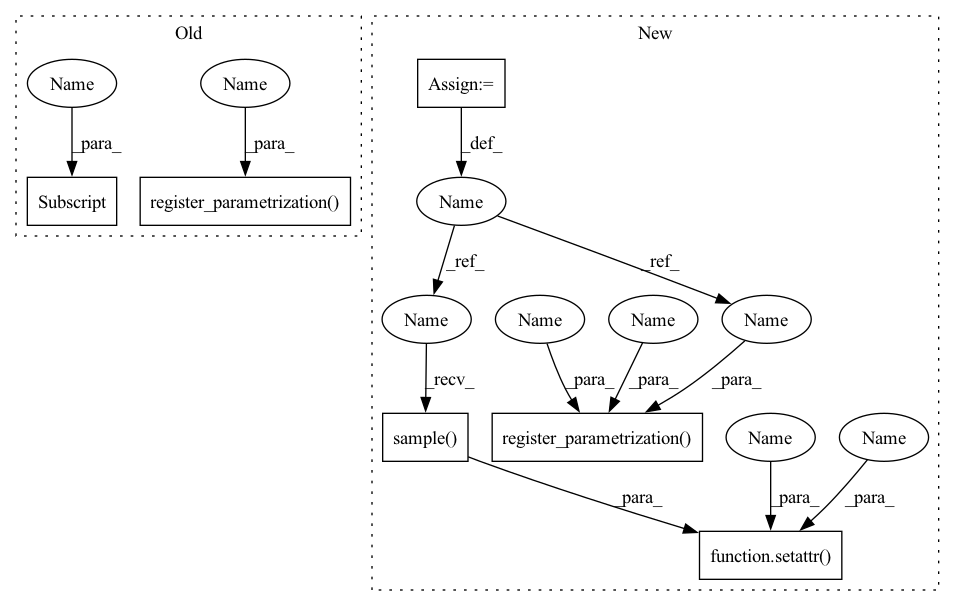 Old
New
Name
Name
Assign:=
_para_
_para_
_def_
Subscript
register_parametrization()
Name
_ref_
_ref_
Name
Name
Name
Name
_recv_
_para_
_para_
_para_
sample()
register_parametrization()
Name
Name
_para_
_para_
_para_
function.setattr()